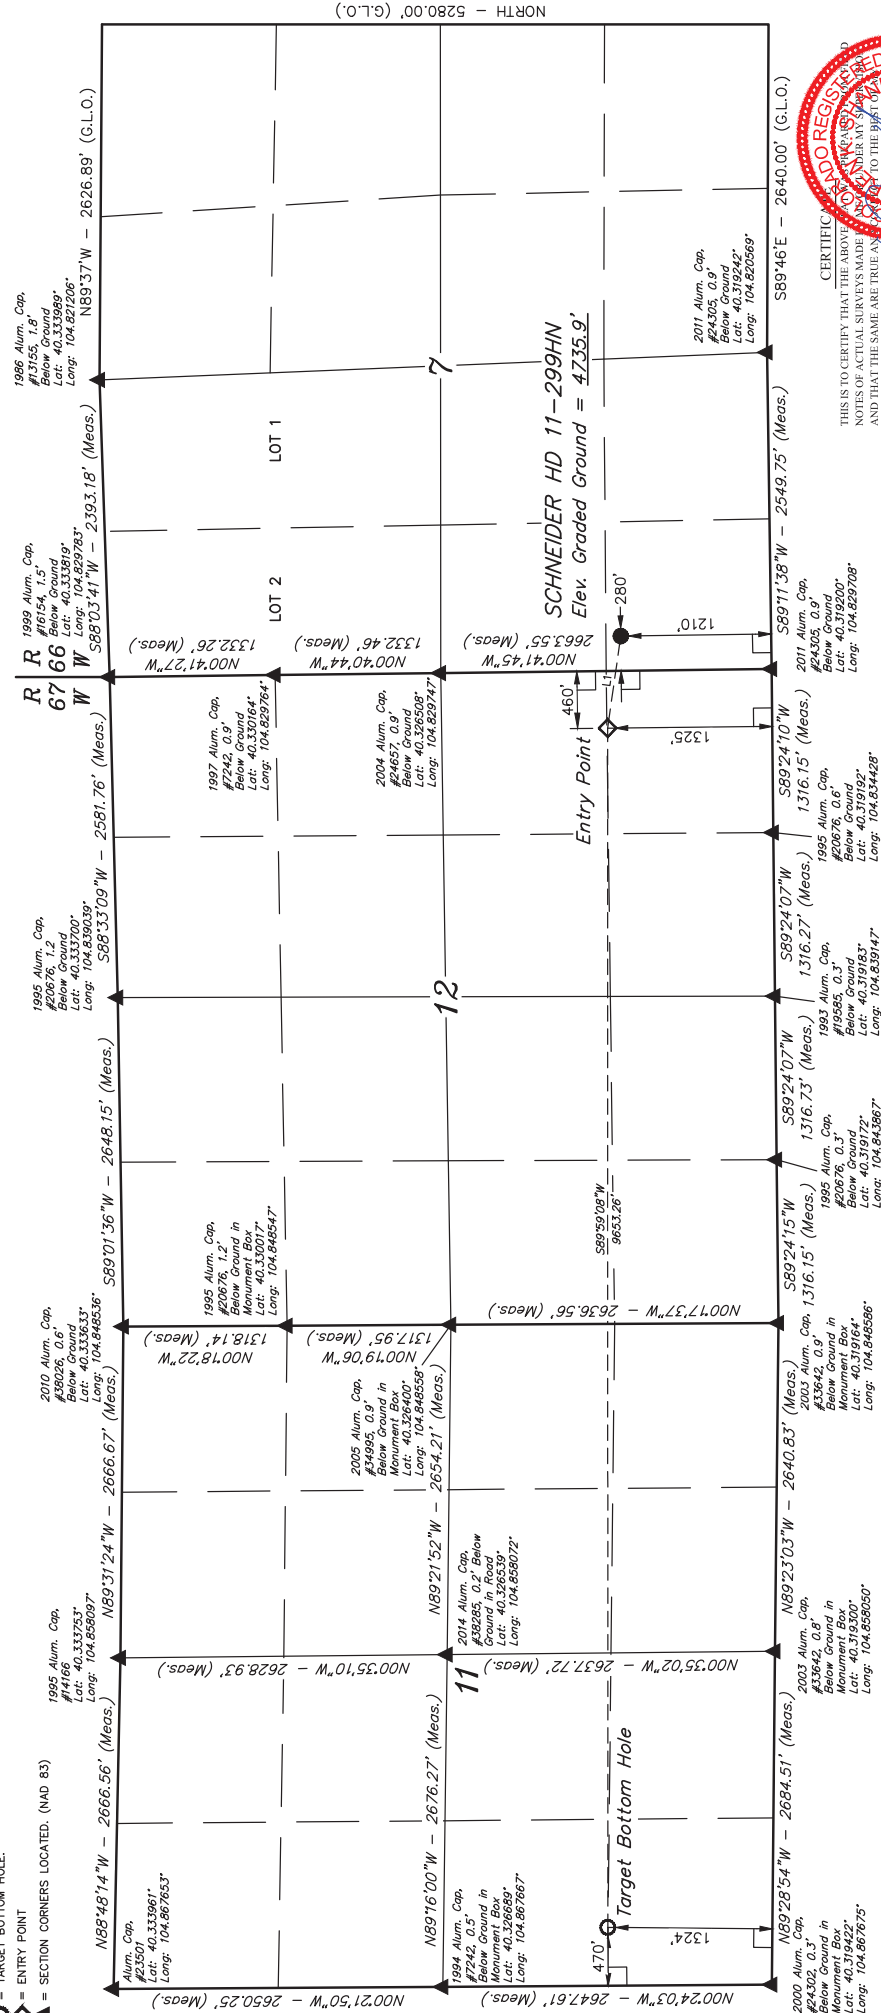 = TARGET BOTTOM HOLE.
= ENTRY POINT
= SECTION CORNERS LOCATED. (NAD 83)
N88°48'14"W - 2666.56' (Meas.)
1995 Alum. Cap,
#14166
Lat: 40.333753°
Long: 104.858097°
N89°31'24"W - 2666.67' (Meas.)
2010 Alum. Cap,
#38026, 0.6'
Below Ground
Lat: 40.333633°
Long: 104.848536°
S89°01'36"W - 2648.15' (Meas.)
1995 Alum. Cap,
#20676, 1.2
Below Ground
Lat: 40.333700°
Long: 104.839039°
S88°33'09"W - 2581.76' (Meas.)
R R
67 66
W W
1999 Alum. Cap,
#16154, 1.5'
Below Ground
Lat: 40.333819°
Long: 104.829783°
S88°03'41"W - 2393.18' (Meas.)
1986 Alum. Cap,
#13155, 1.8'
Below Ground
Lat: 40.333989°
Long: 104.821206°
N89°37'W - 2626.89' (G.L.O.)
NORTH - 5280.00' (G.L.O.)
Alum. Cap,
#23501
Lat: 40.333961°
Long: 104.867653°
N00°21'50"W - 2650.25' (Meas.)
N00°35'10"W - 2628.93' (Meas.)
N00°18'22"W
1318.14' (Meas.)
1995 Alum. Cap,
#20676, 1.2'
Below Ground in
Monument Box
Lat: 40.330017°
Long: 104.848547°
N00°19'06"W
1317.95' (Meas.)
N00°41'27"W
1332.26' (Meas.)
1997 Alum. Cap,
#7242, 0.9'
Below Ground
Lat: 40.330164°
Long: 104.829764°
N00°40'44"W
1332.46' (Meas.)
LOT 2
LOT 1
N89°16'00"W - 2676.27' (Meas.)
N89°21'52"W - 2654.21' (Meas.)
2005 Alum. Cap,
#34995, 0.9'
Below Ground in
Monument Box
Lat: 40.326400°
Long: 104.848558°
2004 Alum. Cap,
#24657, 0.9'
Below Ground
Lat: 40.326508°
Long: 104.829747°
11
12
7
1994 Alum. Cap,
#7242, 0.5'
Below Ground in
Monument Box
Lat: 40.326689°
Long: 104.867667°
2014 Alum. Cap,
#38285, 0.2' Below
Ground in Road
Lat: 40.326539°
Long: 104.858072°
N00°24'03"W - 2647.61' (Meas.)
N00°35'02"W - 2637.72' (Meas.)
N00°17'37"W - 2636.56' (Meas.)
N00°41'45"W
2663.55' (Meas.)
SCHNEIDER HD 11-299HN
Elev. Graded Ground = 4735.9'
Target Bottom Hole
Entry Point
S89°59'08"W
9653.26'
470'
1324'
460'
1325'
L1
280'
1210'
N89°28'54"W - 2684.51' (Meas.)
N89°23'03"W - 2640.83' (Meas.)
S89°24'15"W
1316.15' (Meas.)
S89°24'07"W
1316.73' (Meas.)
S89°24'07"W
1316.27' (Meas.)
S89°24'10"W
1316.15' (Meas.)
S89°11'38"W - 2549.75' (Meas.)
S89°46'E - 2640.00' (G.L.O.)
2000 Alum. Cap,
#24302, 0.3'
Below Ground in
Monument Box
Lat: 40.319422°
Long: 104.867675°
2003 Alum. Cap,
#33642, 0.8'
Below Ground in
Monument Box
Lat: 40.319300°
Long: 104.858050°
2003 Alum. Cap,
#33642, 0.9'
Below Ground in
Monument Box
Lat: 40.319164°
Long: 104.848586°
1995 Alum. Cap,
#20676, 0.3'
Below Ground
Lat: 40.319172°
Long: 104.843867°
1993 Alum. Cap,
#19585, 0.3'
Below Ground
Lat: 40.319183°
Long: 104.839147°
1995 Alum. Cap,
#20676, 0.6'
Below Ground
Lat: 40.319192°
Long: 104.834428°
2011 Alum. Cap,
#24305, 0.9'
Below Ground
Lat: 40.319200°
Long: 104.829708°
2011 Alum. Cap,
#24305, 0.9'
Below Ground
Lat: 40.319242°
Long: 104.820569°
CERTIFICA
THIS IS TO CERTIFY THAT THE ABOVE
NOTES OF ACTUAL SURVEYS MADE UNDER MY
AND THAT THE SAME ARE TRUE AND TO THE BEST OF
ADO REGISTERED